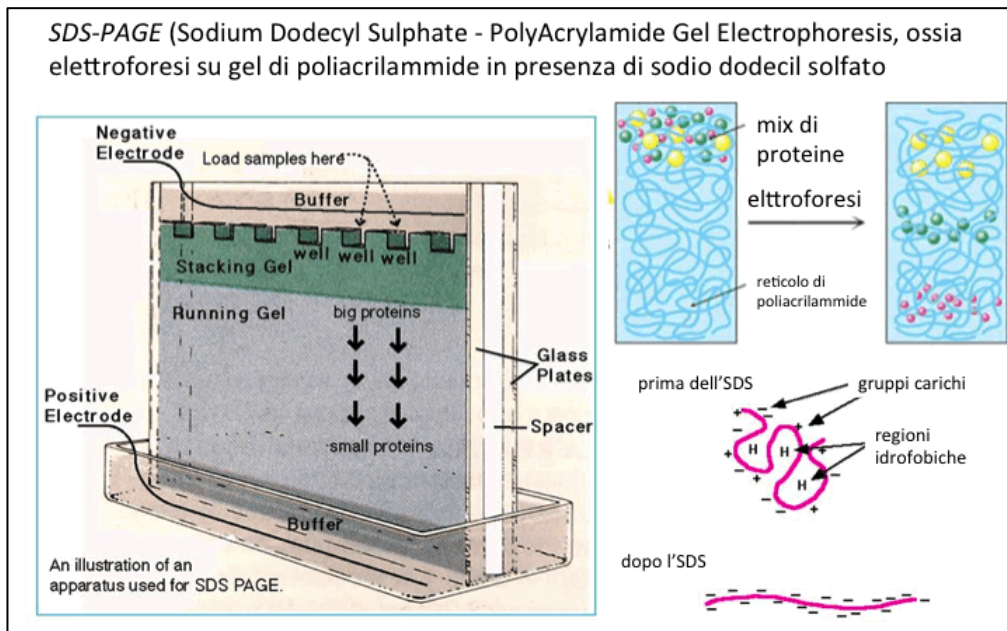 SDS-PAGE (Sodium Dodecyl Sulphate - PolyAcrylamide Gel Electrophoresis, ossia
elettroforesi su gel di poliacrilammide in presenza di sodio dodecil solfato
Negative
Electrode
Load samples here
Buffer
well well well
Stacking Gel
Running Gel
big proteins
Glass
Plates
Positive
Electrode
small proteins
Spacer
Buffer
An illustration of an
apparatus used for SDS PAGE.
mix di
proteine
elttroforesi
reticolo di
poliacrilammide
prima dell'SDS
gruppi carichi
+ − − + − H H + − + H − + − − − +
regioni
idrofobiche
dopo l'SDS
− − − − − − − − − − − − − − − −